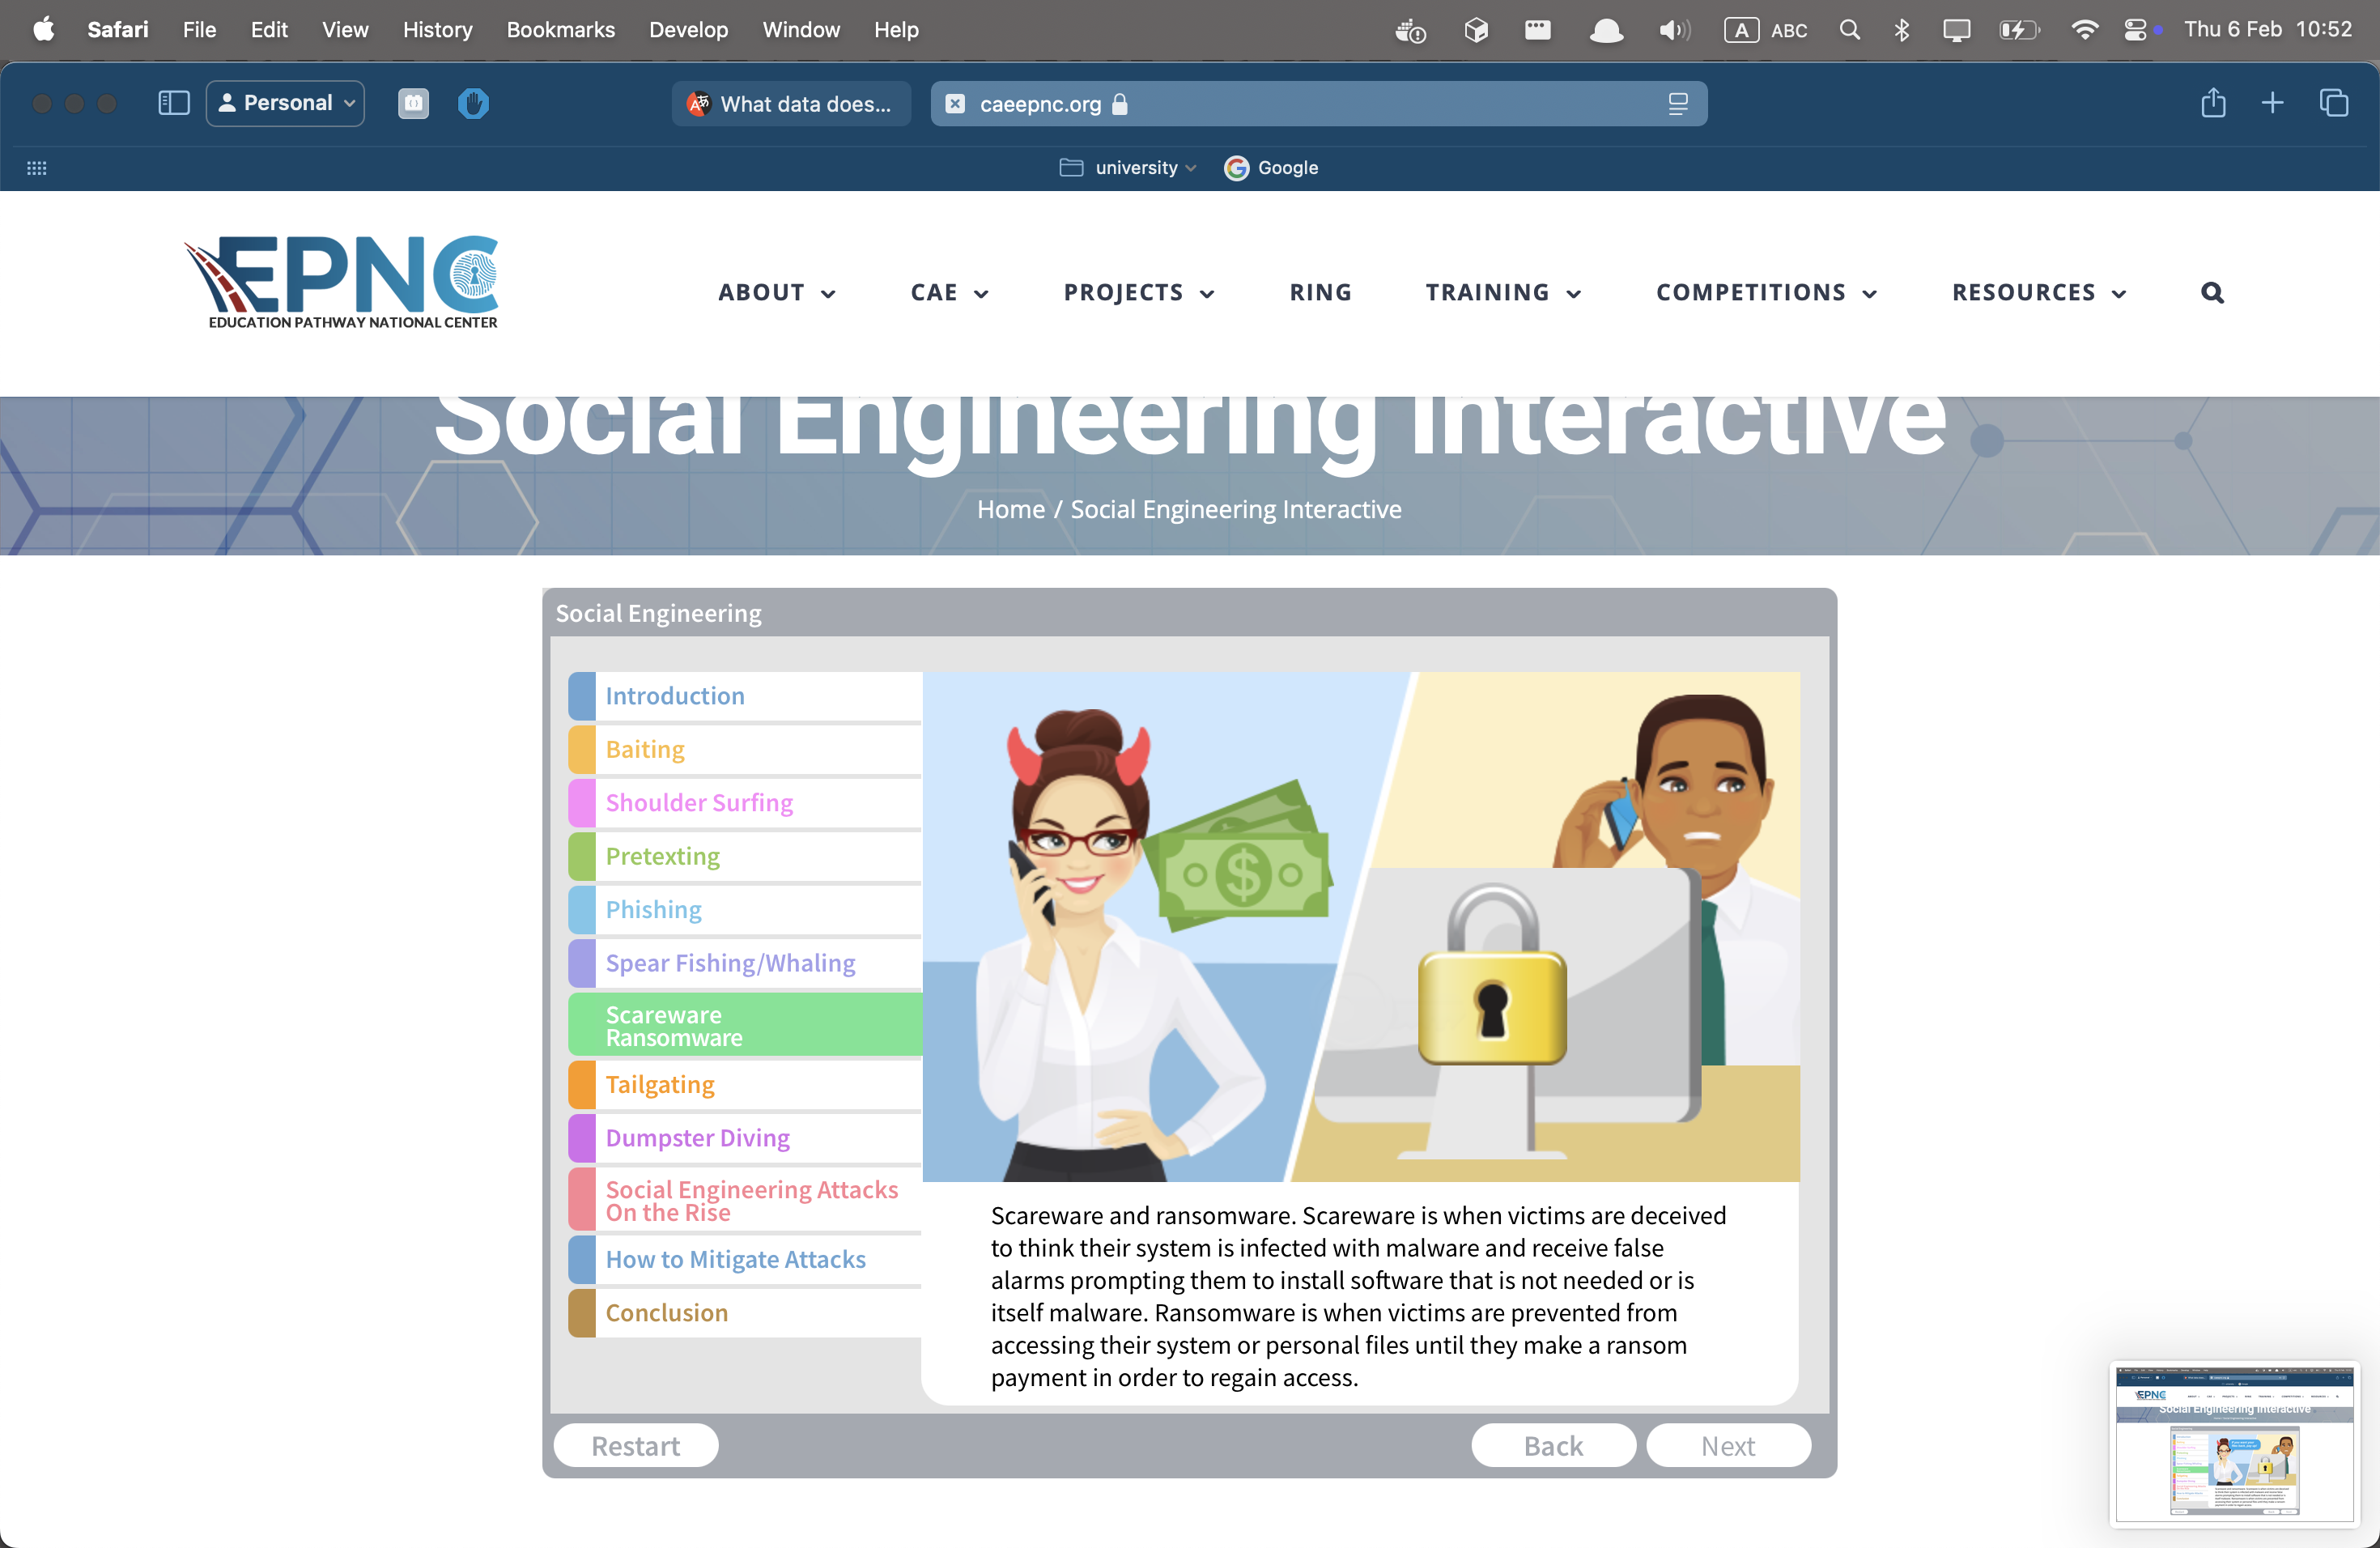 Safari File Edit View History Bookmarks Develop Window Help
A ABC Thu 6 Feb 10:52
Personal
What data does...
caeepnc.org
university
Google
EPNC
EDUCATION PATHWAY NATIONAL CENTER
ABOUT CAE PROJECTS RING TRAINING COMPETITIONS RESOURCES
Social Engineering Interactive
Home / Social Engineering Interactive
Social Engineering
Introduction
Baiting
Shoulder Surfing
Pretexting
Phishing
Spear Fishing/Whaling
Scareware
Ransomware
Tailgating
Dumpster Diving
Social Engineering Attacks
On the Rise
How to Mitigate Attacks
Conclusion
$
Scareware and ransomware. Scareware is when victims are deceived
to think their system is infected with malware and receive false
alarms prompting them to install software that is not needed or is
itself malware. Ransomware is when victims are prevented from
accessing their system or personal files until they make a ransom
payment in order to regain access.
Restart
Back
Next
EPNC
Social Engineering Interactive